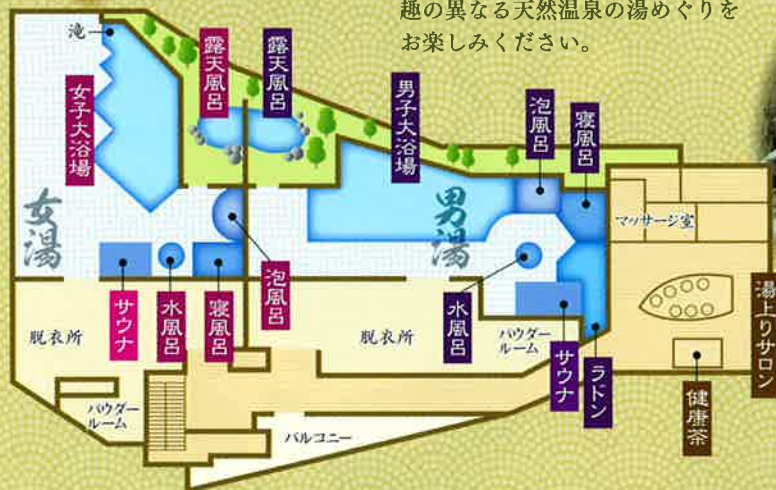 趣の異なる天然温泉の湯めぐりを
お楽しみください。
滝
女子大浴場
露天風呂
露天風呂
男子大浴場
泡風呂
寝風呂
マッサージ室
女湯
男湯
サウナ
水風呂
寝風呂
泡風呂
水風呂
サウナ
ラドン
湯上りサロン
健康茶
脱衣所
脱衣所
パウダー
ルーム
パウダー
ルーム
バルコニー